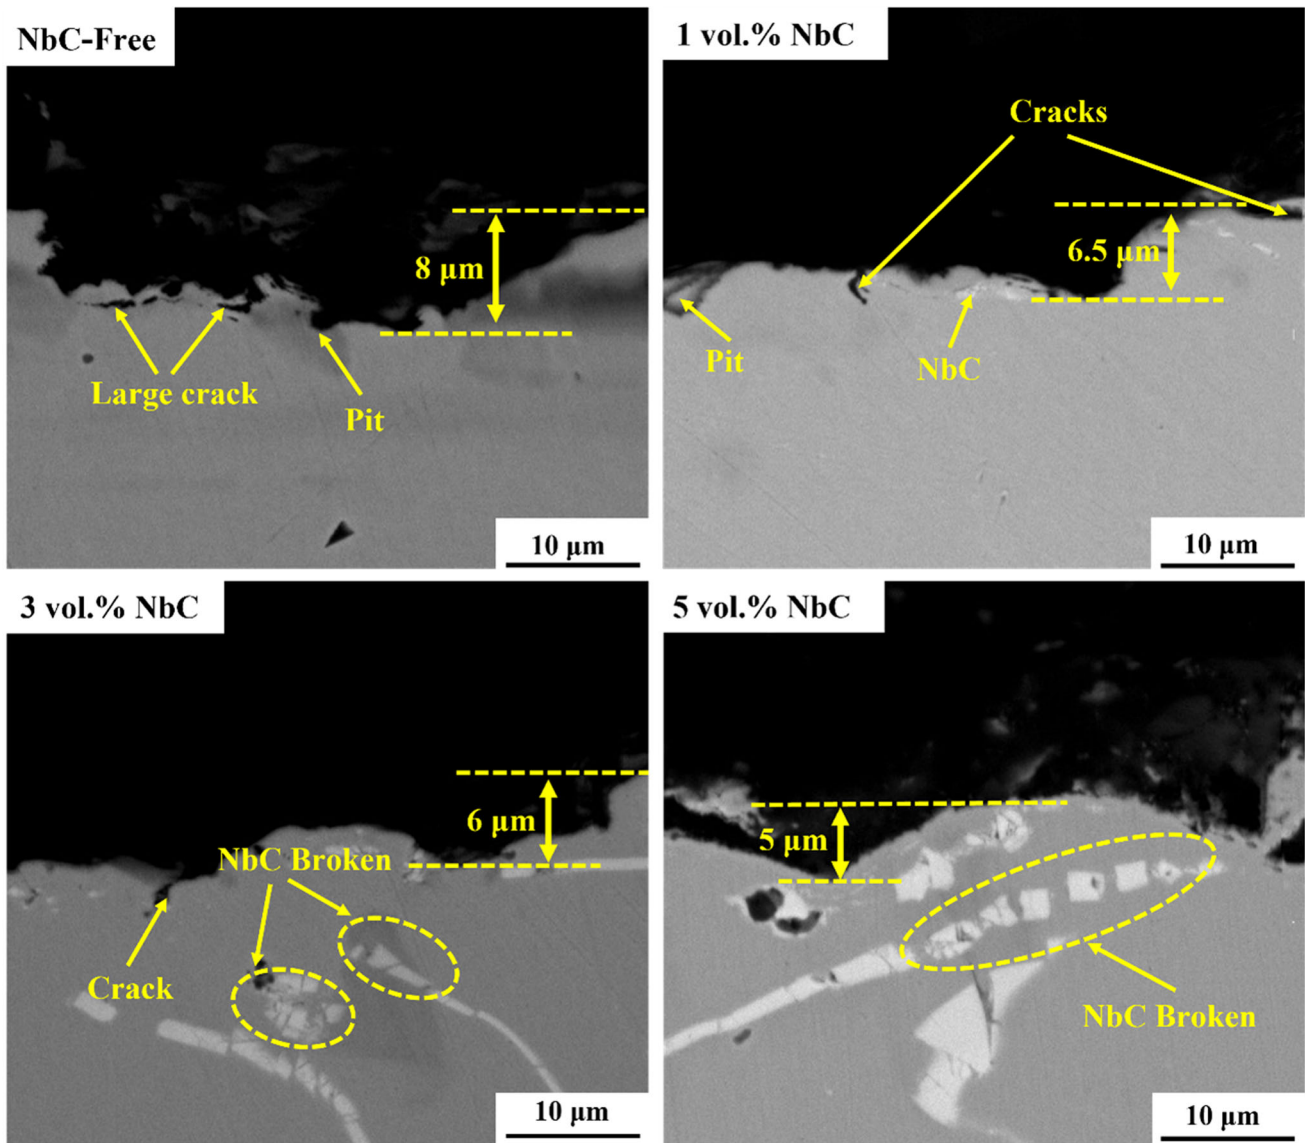 NbC-Free
8 μm
Large crack
Pit
10 μm
1 vol.% NbC
Cracks
6.5 μm
Pit
NbC
10 μm
3 vol.% NbC
6 μm
NbC Broken
Crack
10 μm
5 vol.% NbC
5 μm
NbC Broken
10 μm